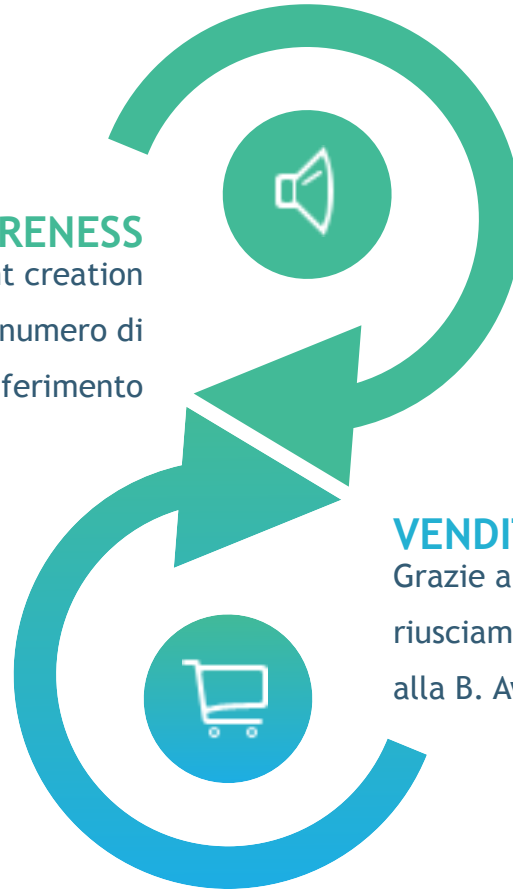 RENESS
t creation
numero di
ferimento
VENDI
Grazie a
riusciam
alla B. A